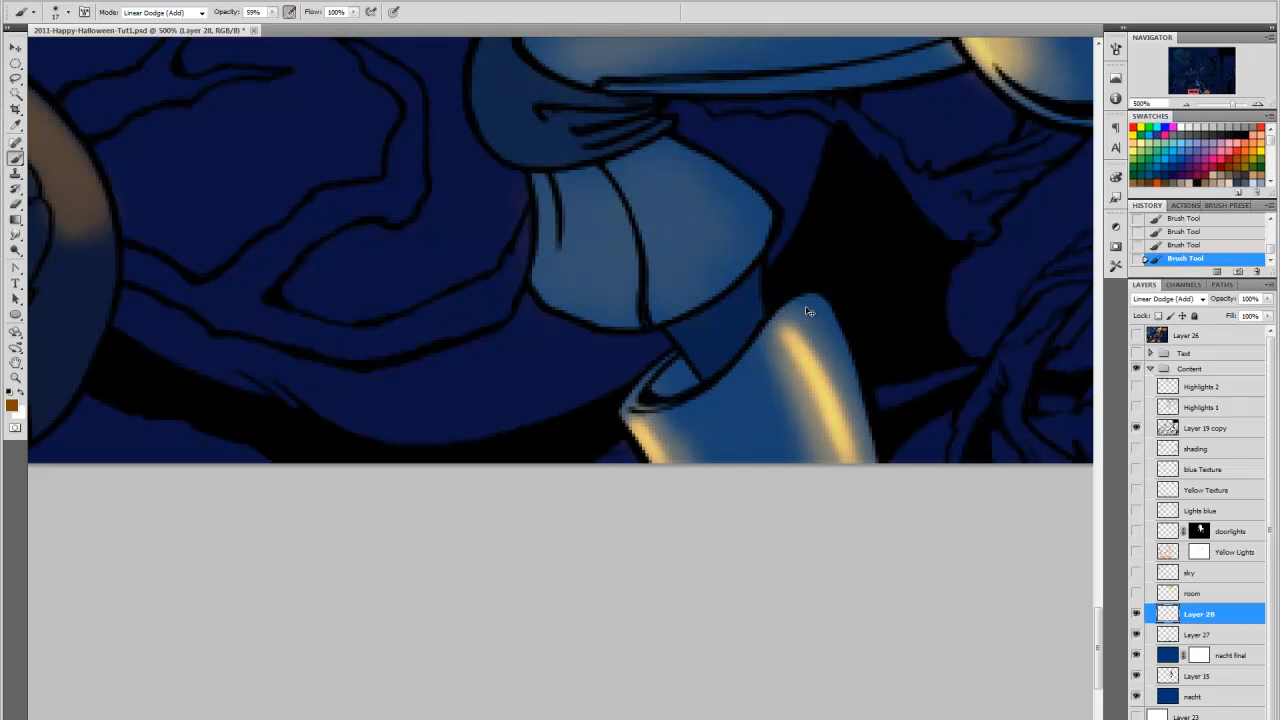 17
Mode: Linear Dodge (Add)
Opacity: 59%
Flow: 100%
2011-Happy-Halloween-Tut1.psd @ 500% (Layer 28, RGB/8) *
NAVIGATOR
500%
SWATCHES
HISTORY ACTIONS BRUSH PRESE
Brush Tool
Brush Tool
Brush Tool
Brush Tool
LAYERS CHANNELS PATHS
Linear Dodge (Add) Opacity: 100%
Lock: Fill: 100%
Layer 26
Text
Content
Highlights 2
Highlights 1
Layer 19 copy
shading
blue Texture
Yellow Texture
Lights blue
doorlights
Yellow Lights
sky
room
Layer 28
Layer 27
nacht final
Layer 15
nacht
Layer 23